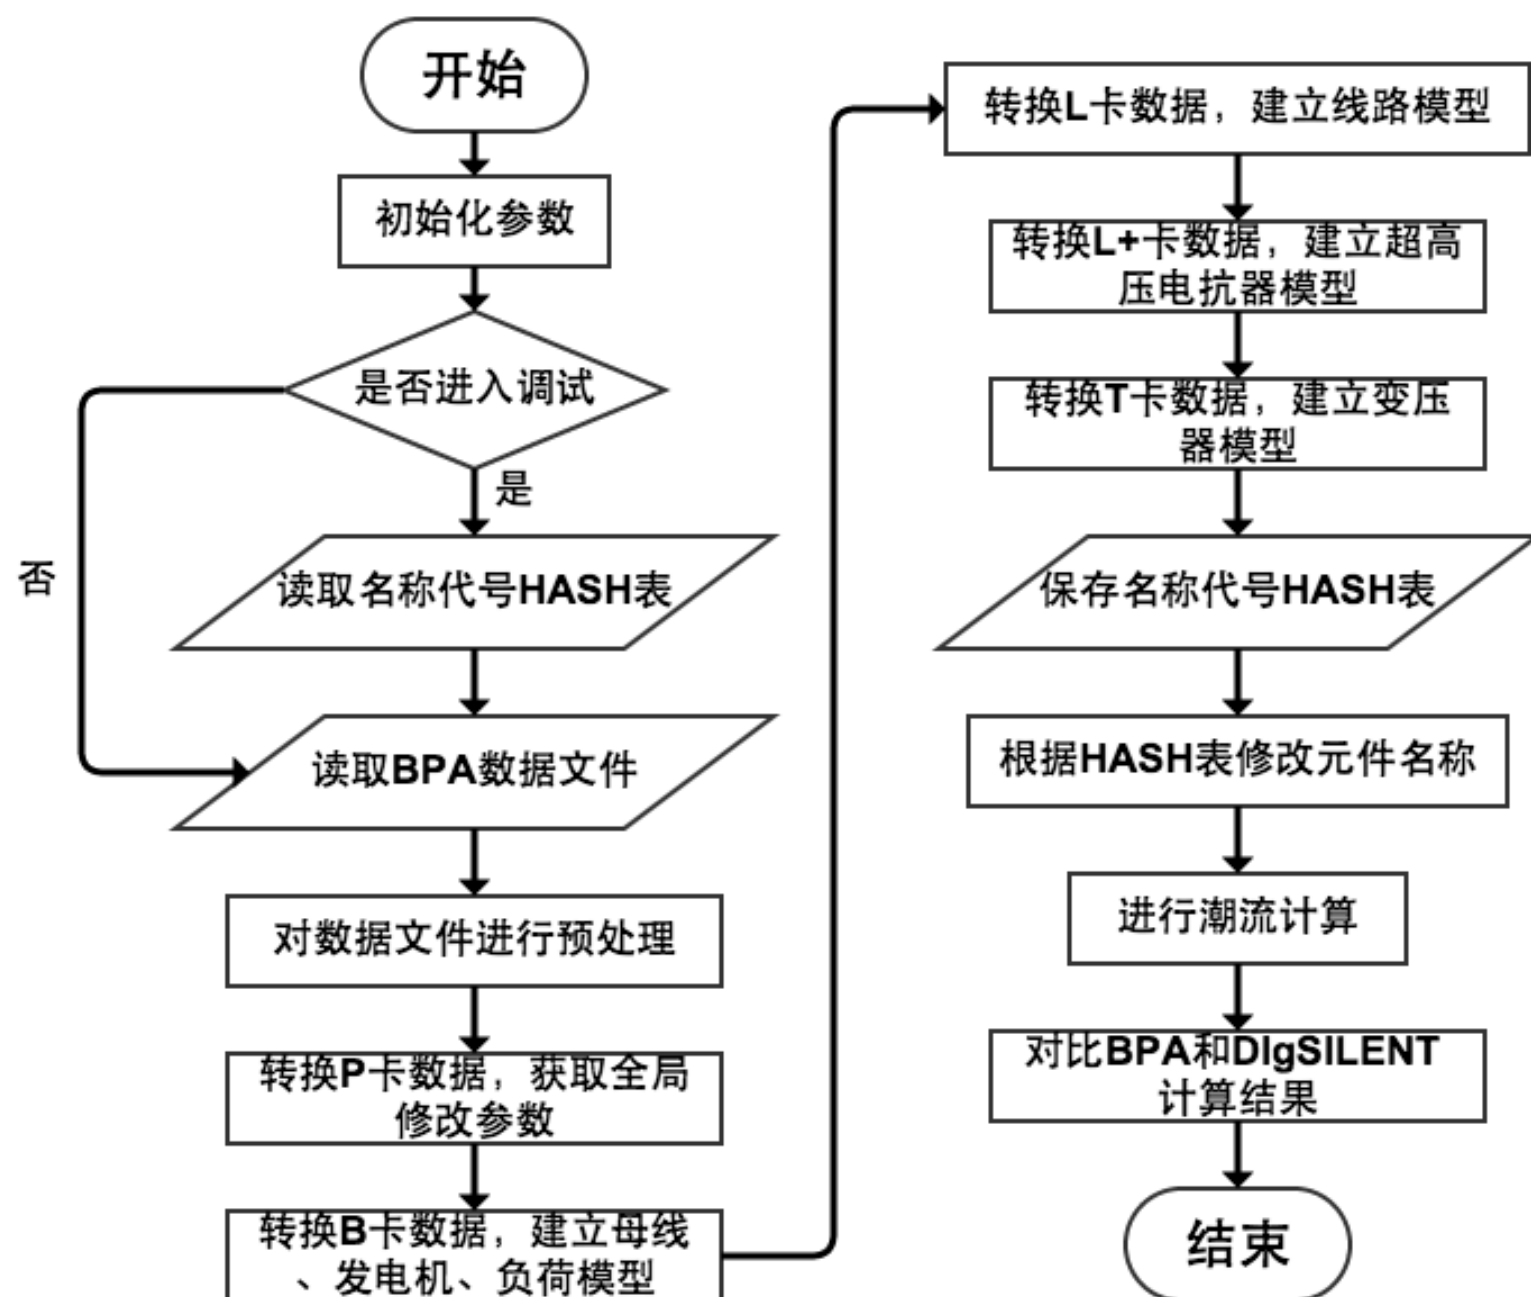 开始
初始化参数
是否进入调试
是
否
读取名称代号HASH表
读取BPA数据文件
对数据文件进行预处理
转换P卡数据，获取全局
修改参数
转换B卡数据，建立母线
、发电机、负荷模型
转换L卡数据，建立线路模型
转换L+卡数据，建立超高
压电抗器模型
转换T卡数据，建立变压
器模型
保存名称代号HASH表
根据HASH表修改元件名称
进行潮流计算
对比BPA和DIgSILENT
计算结果
结束